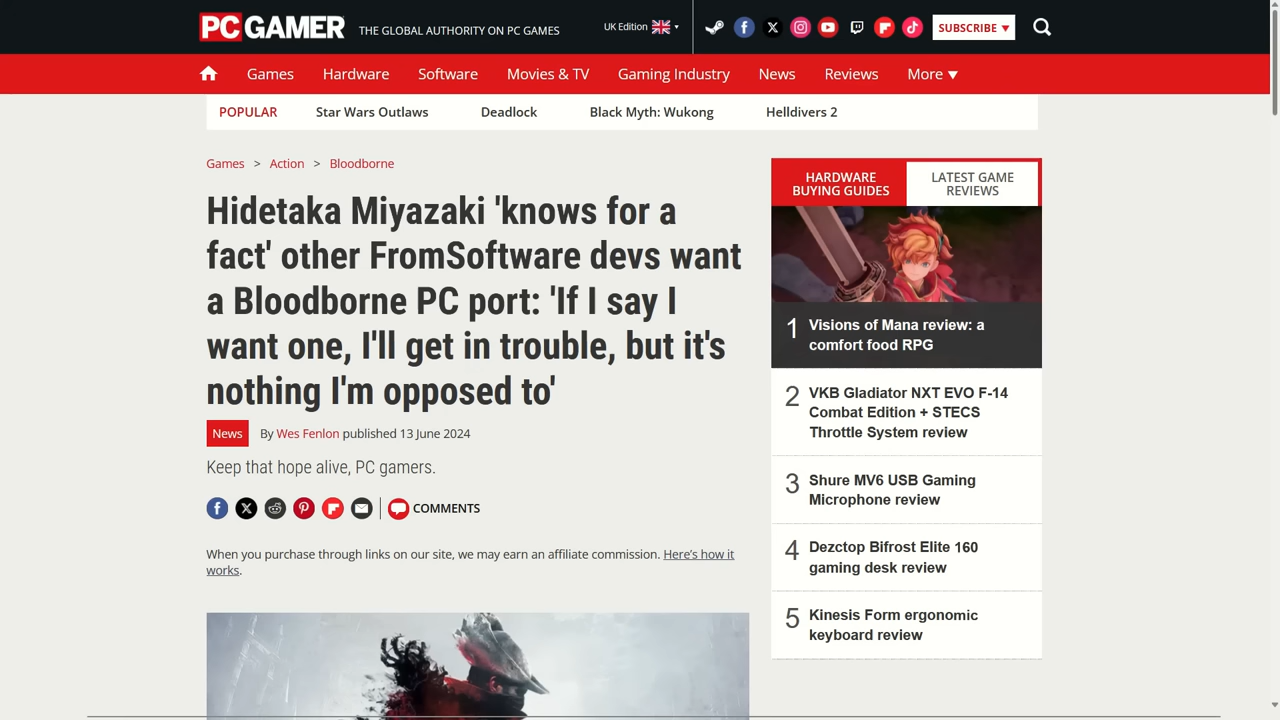 PC GAMER
THE GLOBAL AUTHORITY ON PC GAMES
UK Edition
SUBSCRIBE
Games
Hardware
Software
Movies & TV
Gaming Industry
News
Reviews
More
POPULAR
Star Wars Outlaws
Deadlock
Black Myth: Wukong
Helldivers 2
Games > Action > Bloodborne
Hidetaka Miyazaki 'knows for a
fact' other FromSoftware devs want
a Bloodborne PC port: 'If I say I
want one, I'll get in trouble, but it's
nothing I'm opposed to'
News
By Wes Fenlon published 13 June 2024
Keep that hope alive, PC gamers.
COMMENTS
When you purchase through links on our site, we may earn an affiliate commission. Here's how it
works.
HARDWARE
BUYING GUIDES
LATEST GAME
REVIEWS
1 Visions of Mana review: a
comfort food RPG
2 VKB Gladiator NXT EVO F-14
Combat Edition + STECS
Throttle System review
3 Shure MV6 USB Gaming
Microphone review
4 Dezctop Bifrost Elite 160
gaming desk review
5 Kinesis Form ergonomic
keyboard review